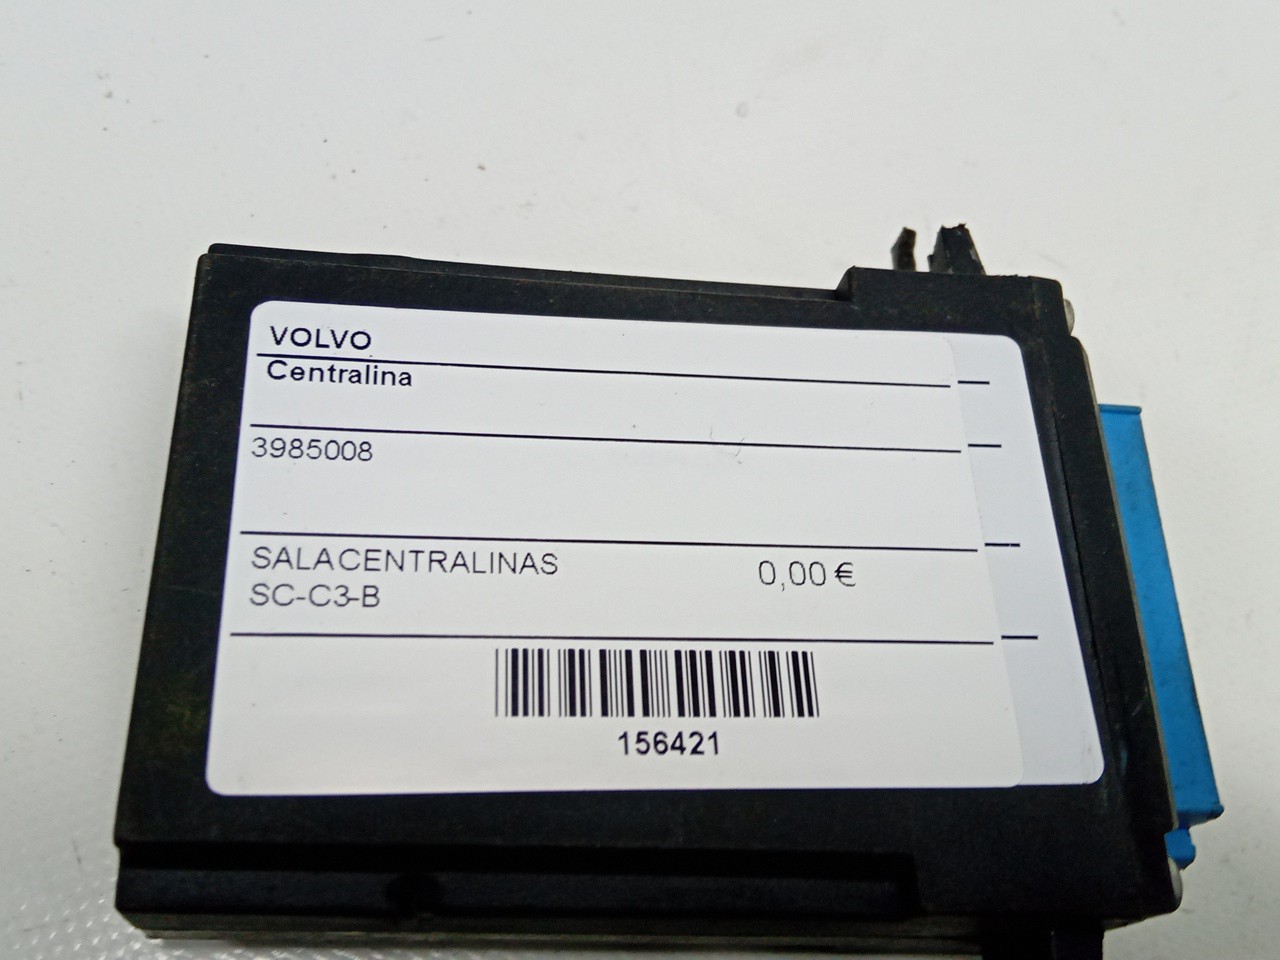 VOLVO
Centralina
3985008
SALACENTRALINAS 0,00 €
SC-C3-B
156421